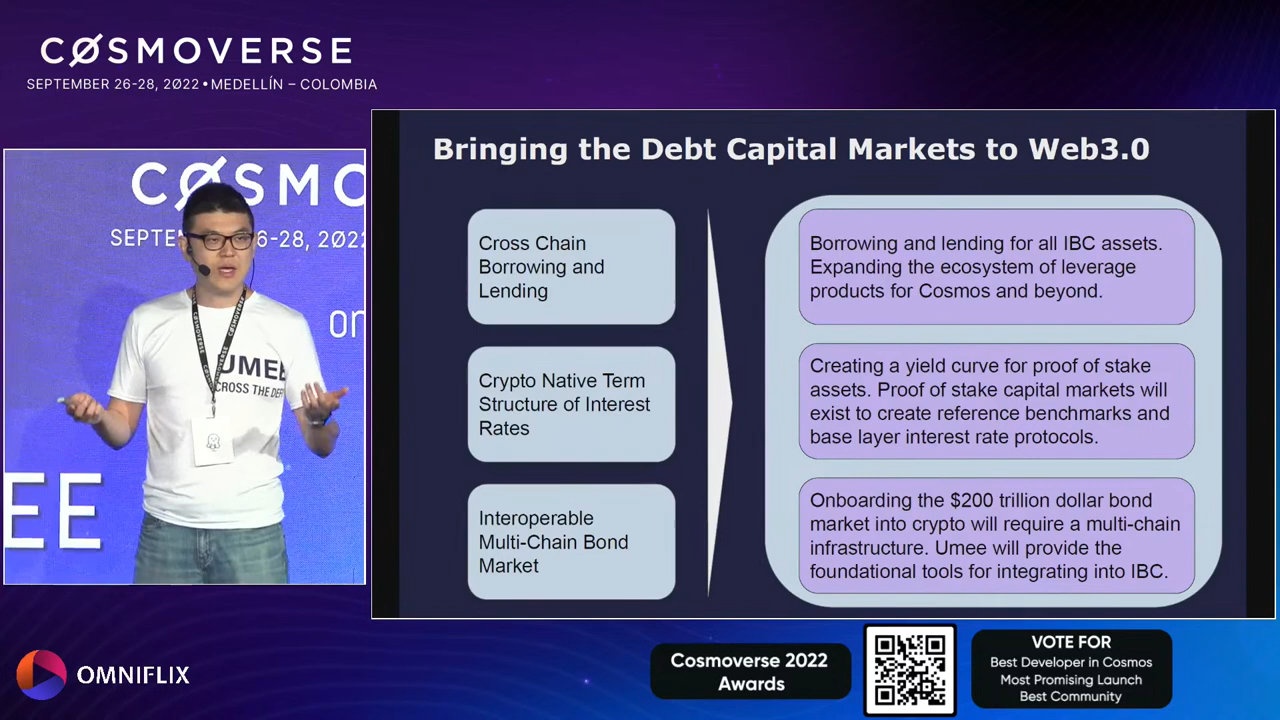 CØSMOVERSE
SEPTEMBER 26-28, 2Ø22 • MEDELLÍN – COLOMBIA
CØSMO
SEPTEM
6-28, 2Ø22
on
EE
COSMOVERSE
UMEE
CROSS THE DEF
Bringing the Debt Capital Markets to Web3.0
Cross Chain
Borrowing and
Lending
Borrowing and lending for all IBC assets.
Expanding the ecosystem of leverage
products for Cosmos and beyond.
Crypto Native Term
Structure of Interest
Rates
Creating a yield curve for proof of stake
assets. Proof of stake capital markets will
exist to create reference benchmarks and
base layer interest rate protocols.
Interoperable
Multi-Chain Bond
Market
Onboarding the $200 trillion dollar bond
market into crypto will require a multi-chain
infrastructure. Umee will provide the
foundational tools for integrating into IBC.
OMNIFLIX
Cosmoverse 2022
Awards
VOTE FOR
Best Developer in Cosmos
Most Promising Launch
Best Community